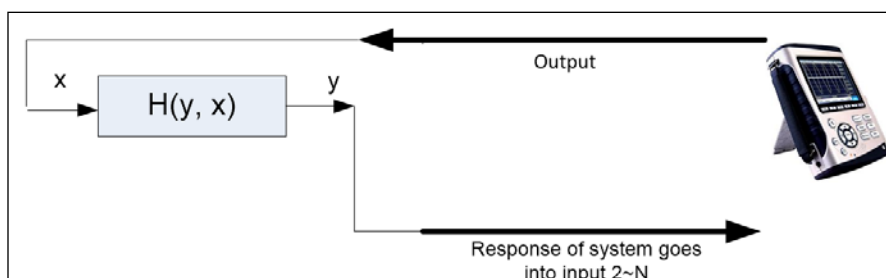 Output
x
H(y, x)
y
Response of system goes
into input 2~N